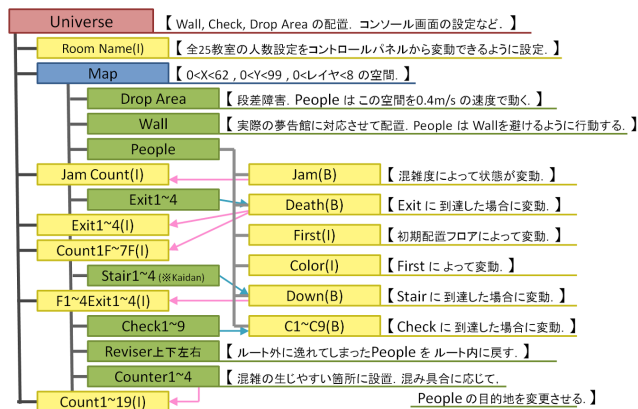 Universe 【 Wall, Check, Drop Area の配置. コンソール画面の設定など. 】
Room Name(I) 【 全25教室の人数設定をコントロールパネルから変動できるように設定. 】
Map 【 0<X<62 , 0<Y<99 , 0<レイヤ<8 の空間. 】
Drop Area 【 段差障害. People は この空間を0.4m/s の速度で動く. 】
Wall 【 実際の夢告館に対応させて配置. People は Wallを避けるように行動する. 】
People
Jam Count(I) Jam(B) 【 混雑度によって状態が変動. 】
Exit1~4 Death(B) 【 Exit に 到達した場合に変動. 】
Exit1~4(I) First(I) 【 初期配置フロアによって変動. 】
Count1F~7F(I) Color(I) 【 First に よって変動. 】
Stair1~4 (※Kaidan)
F1~4Exit1~4(I) Down(B) 【 Stair に 到達した場合に変動. 】
Check1~9 C1~C9(B) 【 Check に 到達した場合に変動. 】
Reviser上下左右 【 ルート外に逸れてしまったPeople を ルート内に戻す. 】
Counter1~4 【 混雑の生じやすい箇所に設置. 混み具合に応じて,
Count1~19(I) People の目的地を変更させる. 】